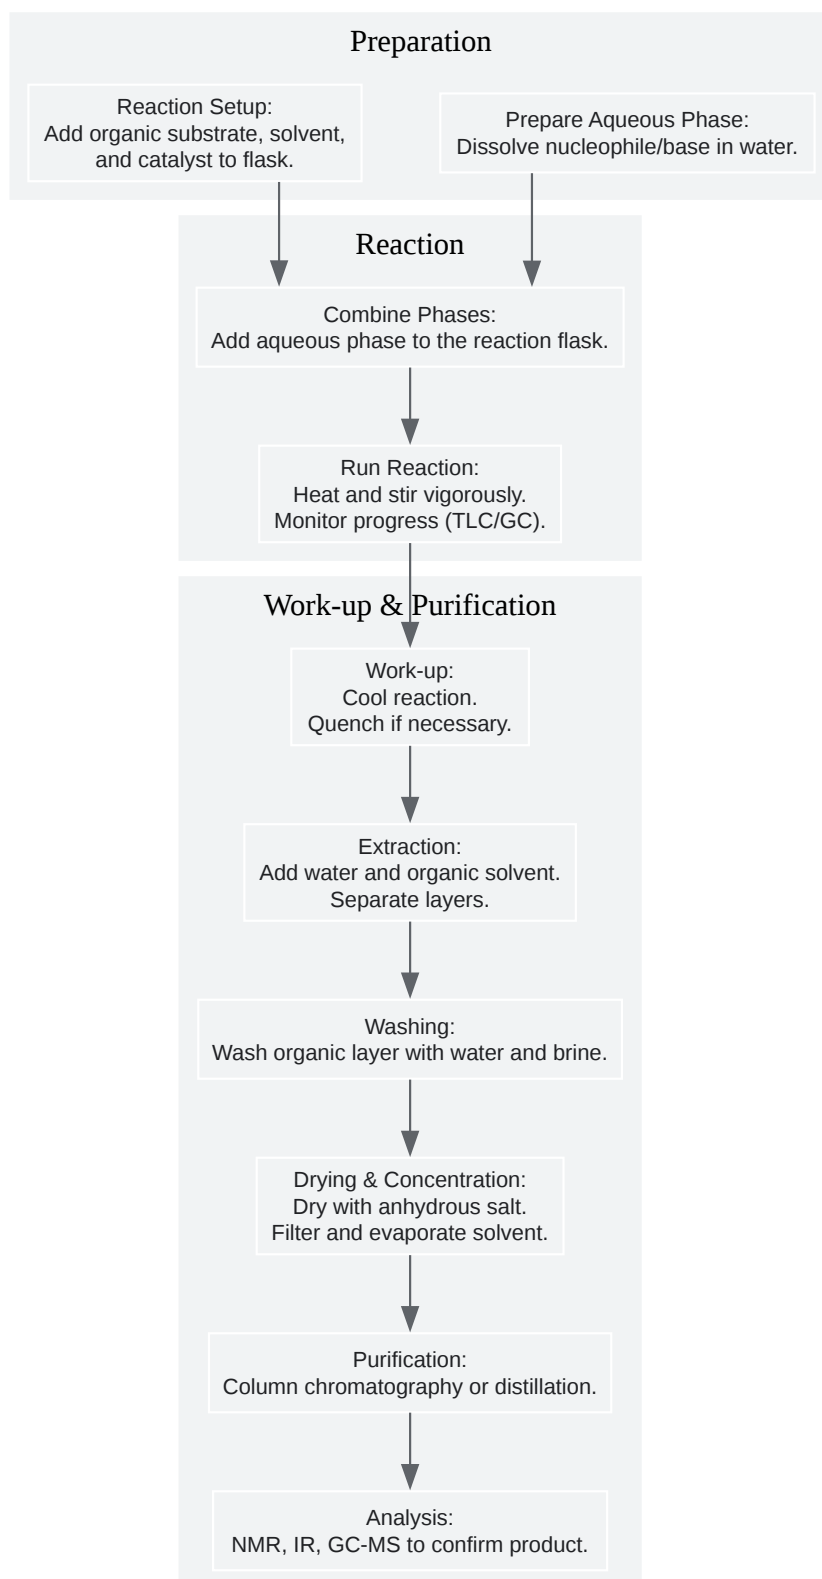 Preparation
Reaction Setup:
Add organic substrate, solvent,
and catalyst to flask.
Prepare Aqueous Phase:
Dissolve nucleophile/base in water.
Reaction
Combine Phases:
Add aqueous phase to the reaction flask.
Run Reaction:
Heat and stir vigorously.
Monitor progress (TLC/GC).
Work-up & Purification
Work-up:
Cool reaction.
Quench if necessary.
Extraction:
Add water and organic solvent.
Separate layers.
Washing:
Wash organic layer with water and brine.
Drying & Concentration:
Dry with anhydrous salt.
Filter and evaporate solvent.
Purification:
Column chromatography or distillation.
Analysis:
NMR, IR, GC-MS to confirm product.